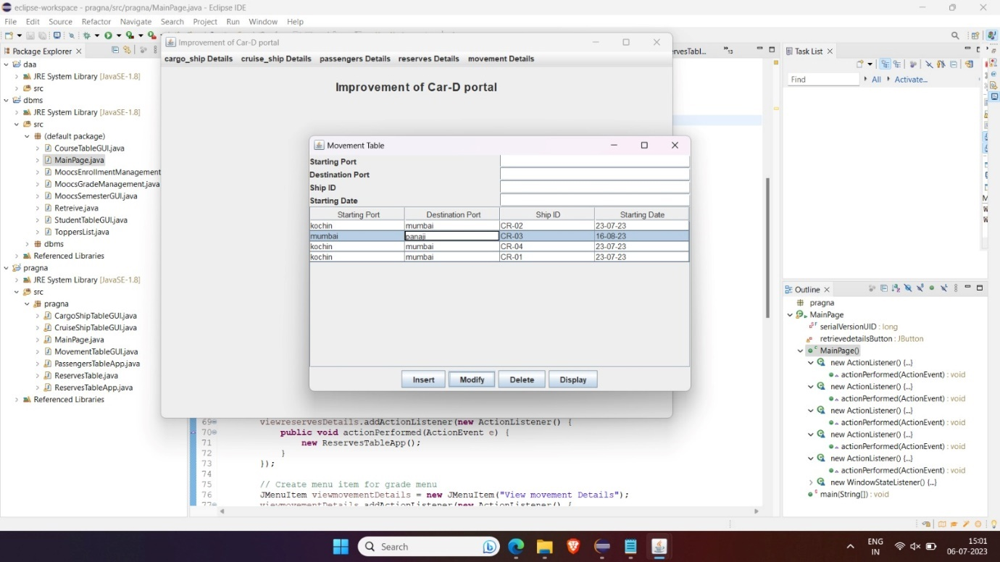 eclipse-workspace - pragna/src/pragna/MainPage.java - Eclipse IDE
File Edit Source Refactor Navigate Search Project Run Window Help
Package Explorer
daa
JRE System Library [JavaSE-1.8]
src
dbms
JRE System Library [JavaSE-1.8]
src
(default package)
CourseTableGUI.java
MainPage.java
MoocsEnrollmentManagement
MoocsGradeManagement.java
MoocsSemesterGUI.java
Retreive.java
StudentTableGUI.java
ToppersList.java
dbms
Referenced Libraries
pragna
JRE System Library [JavaSE-1.8]
src
pragna
CargoShipTableGUI.java
CruiseShipTableGUI.java
MainPage.java
MovementTableGUI.java
PassengersTableApp.java
ReservesTable.java
ReservesTableApp.java
Referenced Libraries
Improvement of Car-D portal
cargo_ship Details cruise_ship Details passengers Details reserves Details movement Details
Improvement of Car-D portal
Movement Table
Starting Port
Destination Port
Ship ID
Starting Date
Starting Port Destination Port Ship ID Starting Date
kochin mumbai CR-02 23-07-23
mumbai panaji CR-03 16-08-23
kochin mumbai CR-04 23-07-23
kochin mumbai CR-01 23-07-23
Insert Modify Delete Display
ervesTabl... »13
69 viewreservesDetails.addActionListener(new ActionListener() {
70 public void actionPerformed(ActionEvent e) {
71 new ReservesTableApp();
72 }
73 });
74
75 // Create menu item for grade menu
76 JMenuItem viewmovementDetails = new JMenuItem("View movement Details");
77 viewmovementDetails.addActionListener(new ActionListener() {
Task List
Find All Activate...
Outline
pragna
MainPage
serialVersionUID : long
retrievedetailsButton : JButton
MainPage()
new ActionListener() {...}
actionPerformed(ActionEvent) : void
new ActionListener() {...}
actionPerformed(ActionEvent) : void
new ActionListener() {...}
actionPerformed(ActionEvent) : void
new ActionListener() {...}
actionPerformed(ActionEvent) : void
new ActionListener() {...}
actionPerformed(ActionEvent) : void
new WindowStateListener() {...}
main(String[]) : void
Search
ENG
IN
15:01
06-07-2023